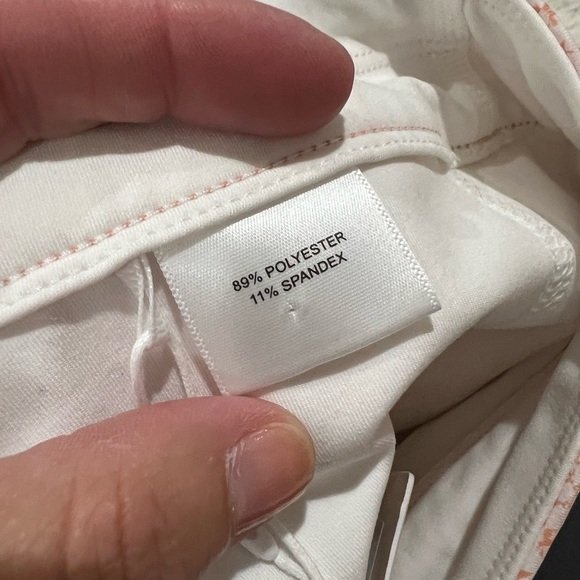 89% POLYESTER
11% SPANDEX